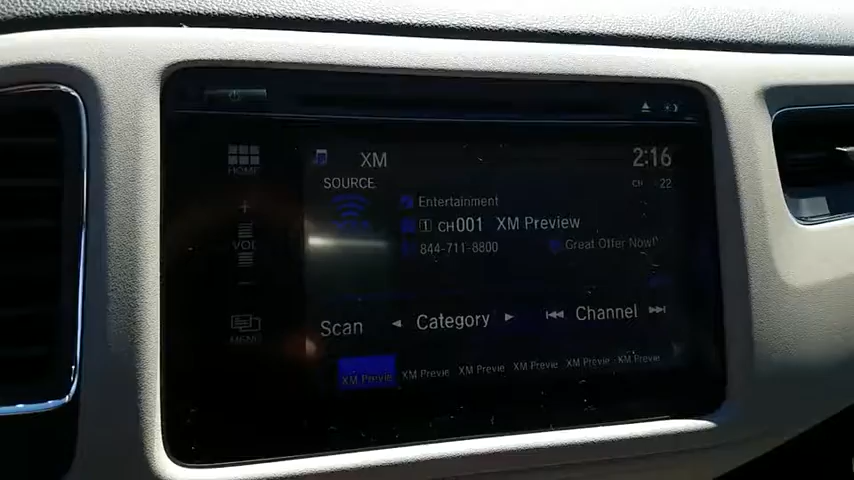 XM
2:16
HOME
SOURCE
CH 22
Entertainment
1 CH001 XM Preview
844-711-8800 Great Offer Now!
VOL
Scan Category Channel
MENU
XM Previe XM Previe XM Previe XM Previe XM Previe XM Previe